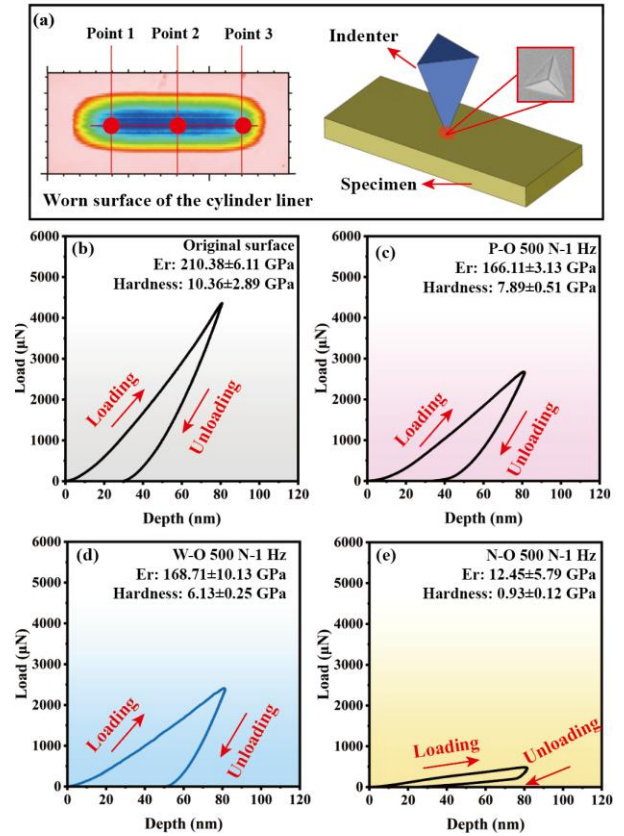 (a)
Point 1 Point 2 Point 3
Indenter
Specimen
Worn surface of the cylinder liner
(b)
Original surface
Er: 210.38±6.11 GPa
Hardness: 10.36±2.89 GPa
Loading
Unloading
Load (μN)
6000
5000
4000
3000
2000
1000
0
0 20 40 60 80 100 120
Depth (nm)
(c)
P-O 500 N-1 Hz
Er: 166.11±3.13 GPa
Hardness: 7.89±0.51 GPa
Loading
Unloading
Load (μN)
6000
5000
4000
3000
2000
1000
0
0 20 40 60 80 100 120
Depth (nm)
(d)
W-O 500 N-1 Hz
Er: 168.71±10.13 GPa
Hardness: 6.13±0.25 GPa
Loading
Unloading
Load (μN)
6000
5000
4000
3000
2000
1000
0
0 20 40 60 80 100 120
Depth (nm)
(e)
N-O 500 N-1 Hz
Er: 12.45±5.79 GPa
Hardness: 0.93±0.12 GPa
Loading
Unloading
Load (μN)
6000
5000
4000
3000
2000
1000
0
0 20 40 60 80 100 120
Depth (nm)